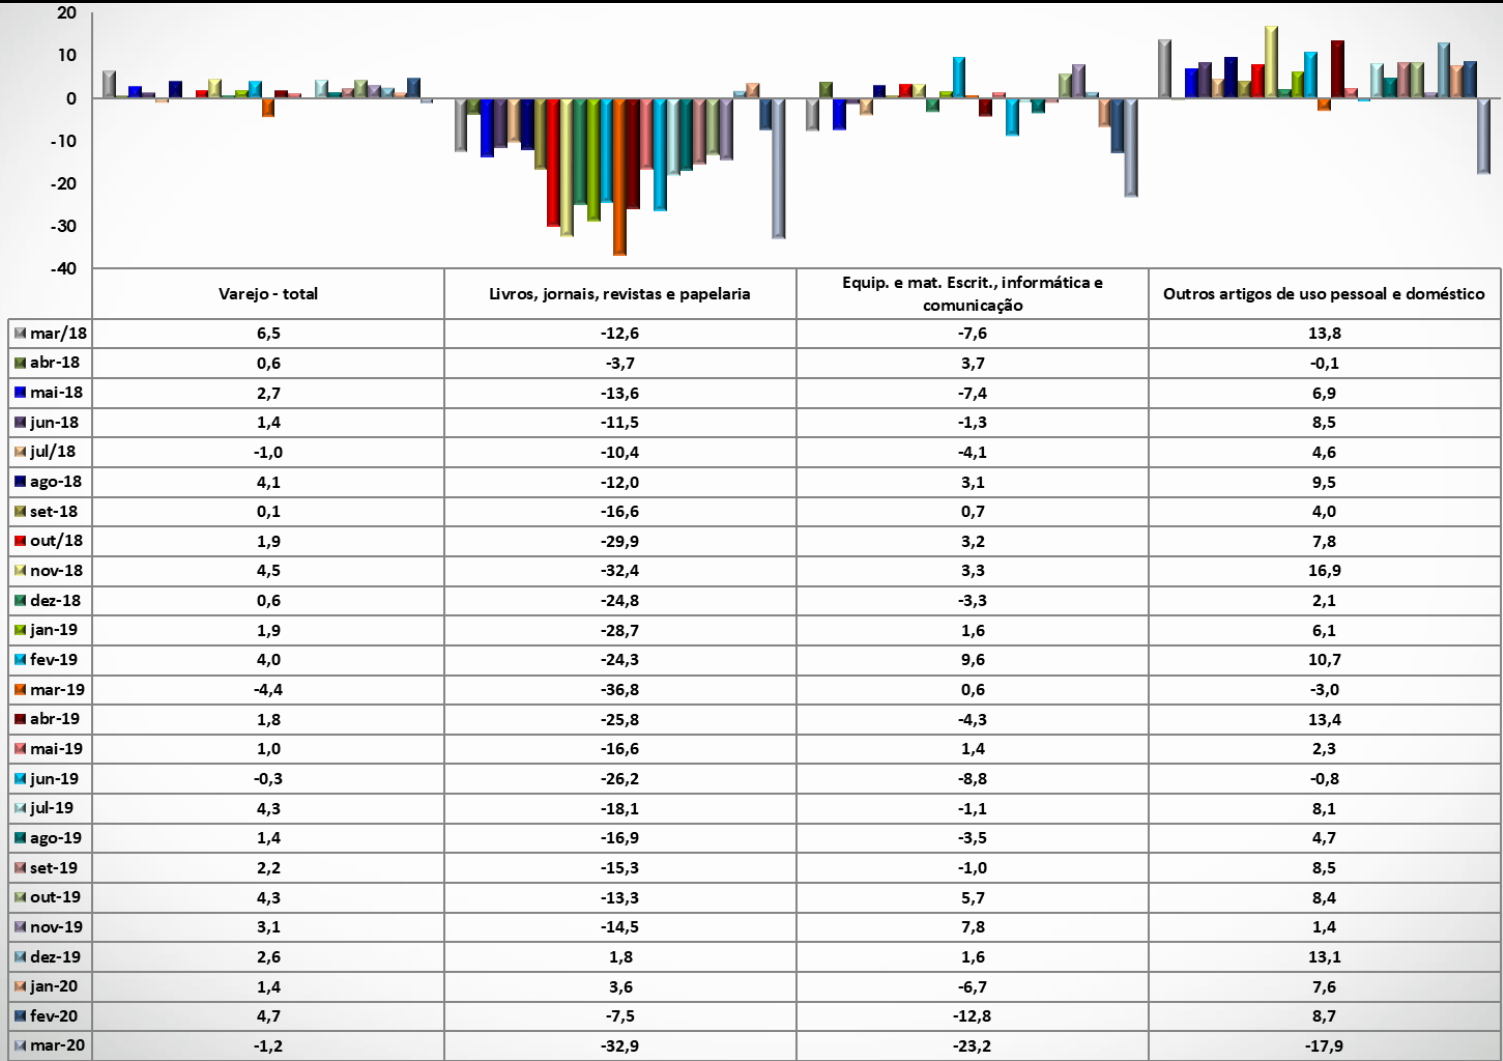 20
10
0
-10
-20
-30
-40
Varejo - total Livros, jornais, revistas e papelaria Equip. e mat. Escrit., informática e comunicação Outros artigos de uso pessoal e doméstico
mar/18 6,5 -12,6 -7,6 13,8
abr-18 0,6 -3,7 3,7 -0,1
mai-18 2,7 -13,6 -7,4 6,9
jun-18 1,4 -11,5 -1,3 8,5
jul/18 -1,0 -10,4 -4,1 4,6
ago-18 4,1 -12,0 3,1 9,5
set-18 0,1 -16,6 0,7 4,0
out/18 1,9 -29,9 3,2 7,8
nov-18 4,5 -32,4 3,3 16,9
dez-18 0,6 -24,8 -3,3 2,1
jan-19 1,9 -28,7 1,6 6,1
fev-19 4,0 -24,3 9,6 10,7
mar-19 -4,4 -36,8 0,6 -3,0
abr-19 1,8 -25,8 -4,3 13,4
mai-19 1,0 -16,6 1,4 2,3
jun-19 -0,3 -26,2 -8,8 -0,8
jul-19 4,3 -18,1 -1,1 8,1
ago-19 1,4 -16,9 -3,5 4,7
set-19 2,2 -15,3 -1,0 8,5
out-19 4,3 -13,3 5,7 8,4
nov-19 3,1 -14,5 7,8 1,4
dez-19 2,6 1,8 1,6 13,1
jan-20 1,4 3,6 -6,7 7,6
fev-20 4,7 -7,5 -12,8 8,7
mar-20 -1,2 -32,9 -23,2 -17,9